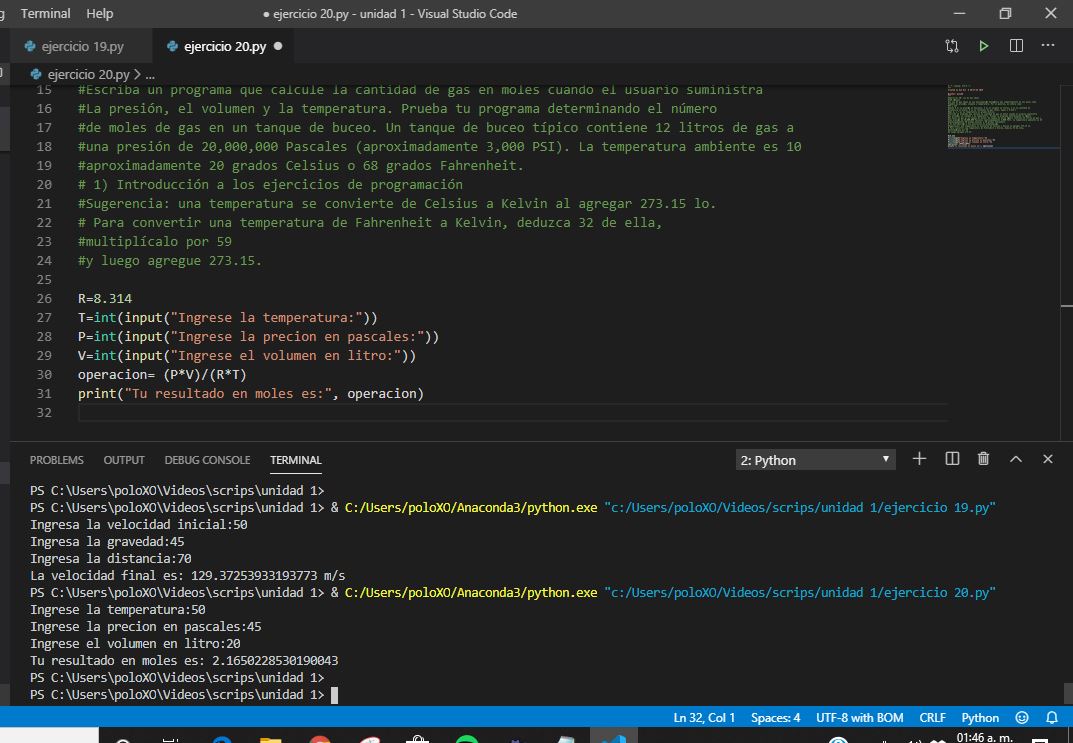 Terminal Help
● ejercicio 20.py - unidad 1 - Visual Studio Code
ejercicio 19.py
ejercicio 20.py ●
ejercicio 20.py > ...
15 #Escriba un programa que calcule la cantidad de gas en moles cuando el usuario suministra
16 #La presión, el volumen y la temperatura. Prueba tu programa determinando el número
17 #de moles de gas en un tanque de buceo. Un tanque de buceo típico contiene 12 litros de gas a
18 #una presión de 20,000,000 Pascales (aproximadamente 3,000 PSI). La temperatura ambiente es 10
19 #aproximadamente 20 grados Celsius o 68 grados Fahrenheit.
20 # 1) Introducción a los ejercicios de programación
21 #Sugerencia: una temperatura se convierte de Celsius a Kelvin al agregar 273.15 lo.
22 # Para convertir una temperatura de Fahrenheit a Kelvin, deduzca 32 de ella,
23 #multiplícalo por 59
24 #y luego agregue 273.15.
25
26 R=8.314
27 T=int(input("Ingrese la temperatura:"))
28 P=int(input("Ingrese la precion en pascales:"))
29 V=int(input("Ingrese el volumen en litro:"))
30 operacion= (P*V)/(R*T)
31 print("Tu resultado en moles es:", operacion)
32
PROBLEMS OUTPUT DEBUG CONSOLE TERMINAL 2: Python
PS C:\Users\poloXO\Videos\scrips\unidad 1>
PS C:\Users\poloXO\Videos\scrips\unidad 1> & C:/Users/poloXO/Anaconda3/python.exe "c:/Users/poloXO/Videos/scrips/unidad 1/ejercicio 19.py"
Ingresa la velocidad inicial:50
Ingresa la gravedad:45
Ingresa la distancia:70
La velocidad final es: 129.37253933193773 m/s
PS C:\Users\poloXO\Videos\scrips\unidad 1> & C:/Users/poloXO/Anaconda3/python.exe "c:/Users/poloXO/Videos/scrips/unidad 1/ejercicio 20.py"
Ingrese la temperatura:50
Ingrese la precion en pascales:45
Ingrese el volumen en litro:20
Tu resultado en moles es: 2.1650228530190043
PS C:\Users\poloXO\Videos\scrips\unidad 1>
PS C:\Users\poloXO\Videos\scrips\unidad 1>
Ln 32, Col 1 Spaces: 4 UTF-8 with BOM CRLF Python
01:46 a. m.